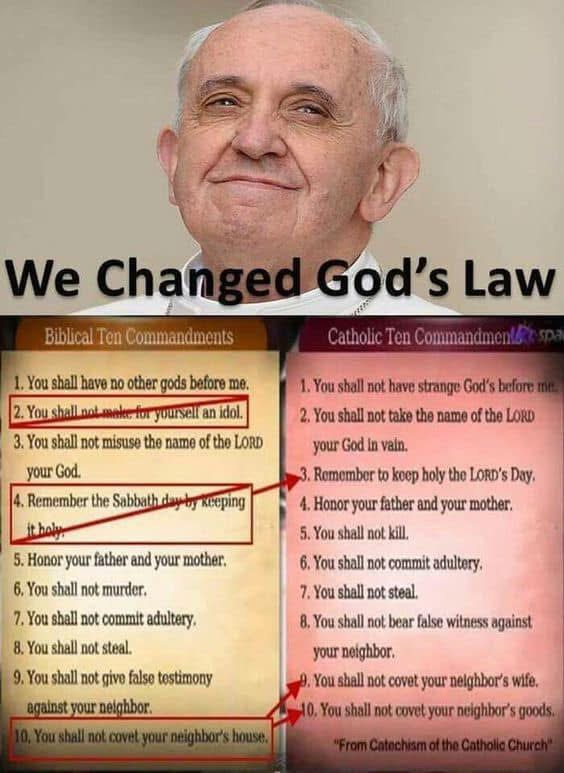 We Changed God's Law
Biblical Ten Commandments
1. You shall have no other gods before me.
2. You shall not make for yourself an idol.
3. You shall not misuse the name of the LORD
your God.
4. Remember the Sabbath day by keeping
it holy.
5. Honor your father and your mother.
6. You shall not murder.
7. You shall not commit adultery.
8. You shall not steal.
9. You shall not give false testimony
against your neighbor.
10. You shall not covet your neighbor's house.
Catholic Ten Commandmen
1. You shall not have strange God's before me.
2. You shall not take the name of the LORD
your God in vain.
3. Remember to keep holy the LORD's Day.
4. Honor your father and your mother.
5. You shall not kill.
6. You shall not commit adultery.
7. You shall not steal.
8. You shall not bear false witness against
your neighbor.
9. You shall not covet your neighbor's wife.
10. You shall not covet your neighbor's goods.
"From Catechism of the Catholic Church"